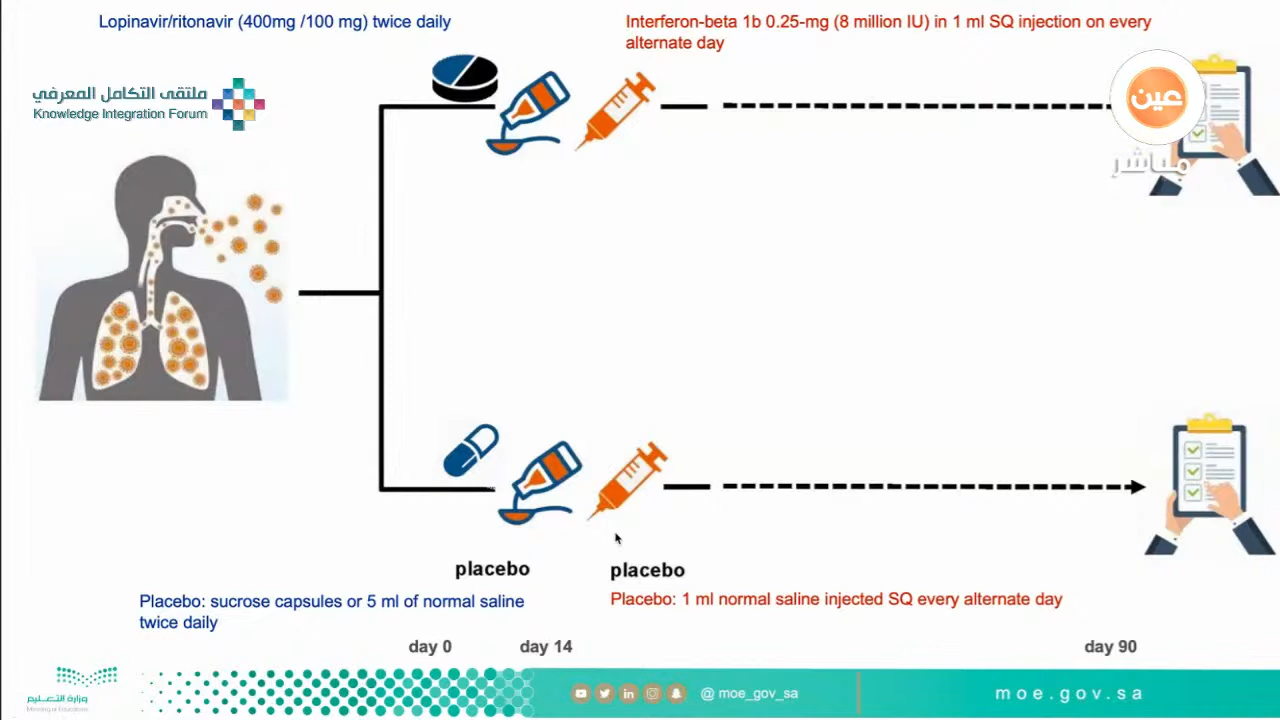 Lopinavir/ritonavir (400mg /100 mg) twice daily
Interferon-beta 1b 0.25-mg (8 million IU) in 1 ml SQ injection on every
alternate day
ملتقى التكامل المعرفي
Knowledge Integration Forum
عين
مباشر
placebo
placebo
Placebo: sucrose capsules or 5 ml of normal saline
twice daily
Placebo: 1 ml normal saline injected SQ every alternate day
day 0
day 14
day 90
وزارة التعليم
Ministry of Education
@ moe_gov_sa
moe.gov.sa